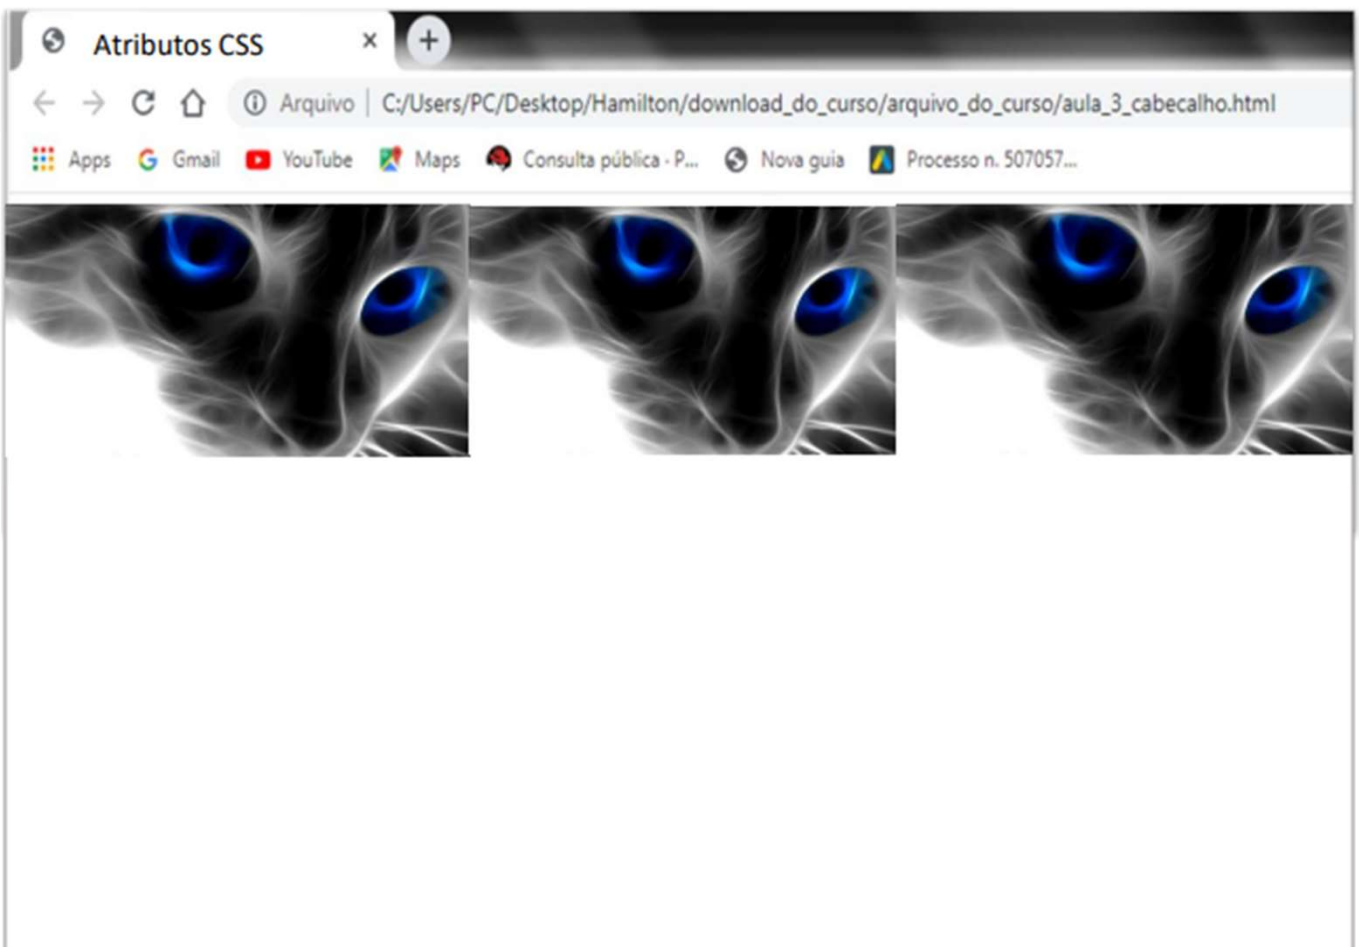 Atributos CSS
Arquivo C:/Users/PC/Desktop/Hamilton/download_do_curso/arquivo_do_curso/aula_3_cabecalho.html
Apps Gmail YouTube Maps Consulta pública - P... Nova guia Processo n. 507057...